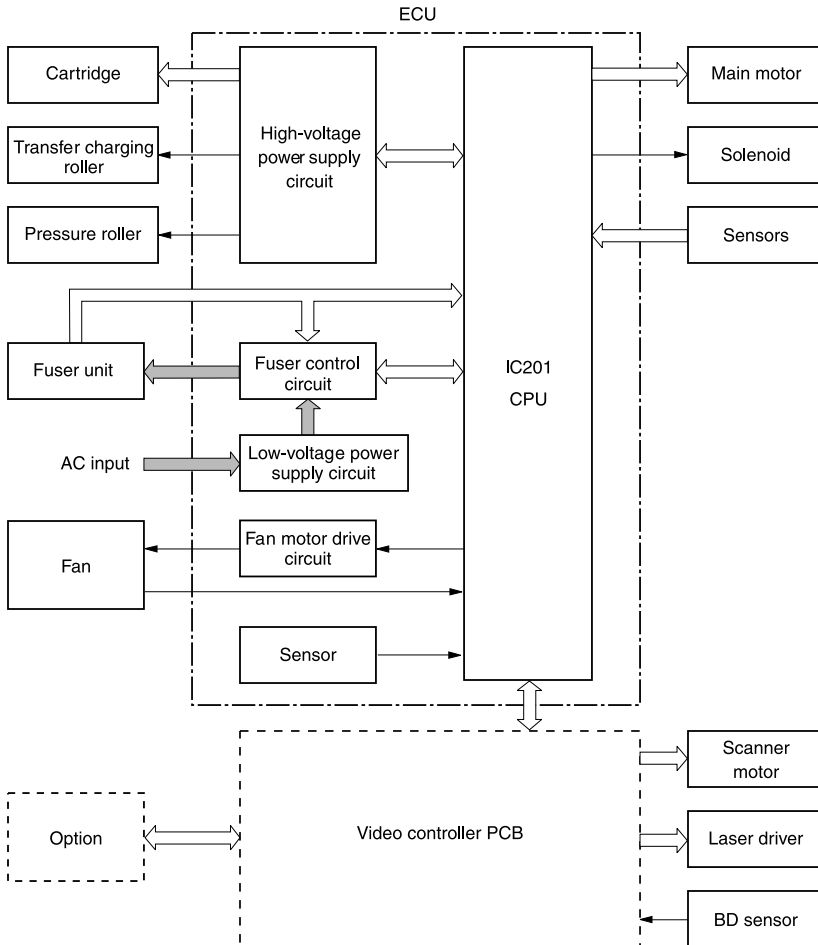 ECU
Cartridge
High-voltage
power supply
circuit
Main motor
Transfer charging
roller
Solenoid
Pressure roller
Sensors
Fuser unit
Fuser control
circuit
IC201
CPU
AC input
Low-voltage power
supply circuit
Fan
Fan motor drive
circuit
Sensor
Scanner
motor
Option
Video controller PCB
Laser driver
BD sensor